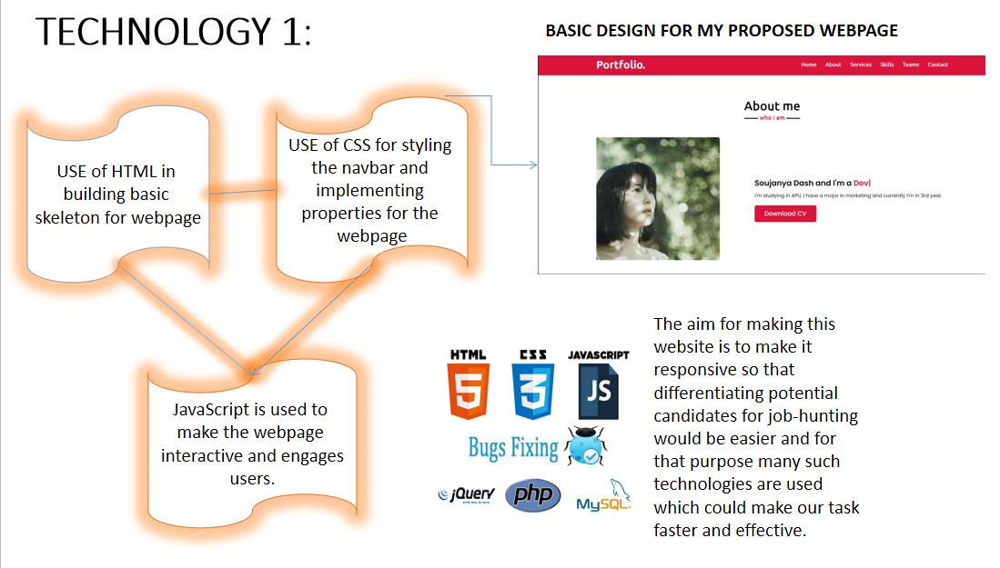 TECHNOLOGY 1:
BASIC DESIGN FOR MY PROPOSED WEBPAGE
Portfolio.
Home About Services Skills Teams Contact
About me
who i am
Soujanya Dash and I'm a Dev|
I'm studying in APU, i have a major in marketing and currently I'm in 3rd year.
Download CV
USE of HTML in
building basic
skeleton for webpage
USE of CSS for styling
the navbar and
implementing
properties for the
webpage
JavaScript is used to
make the webpage
interactive and engages
users.
HTML CSS JAVASCRIPT
5 3 JS
Bugs Fixing
jQuery php MySQL
The aim for making this
website is to make it
responsive so that
differentiating potential
candidates for job-hunting
would be easier and for
that purpose many such
technologies are used
which could make our task
faster and effective.